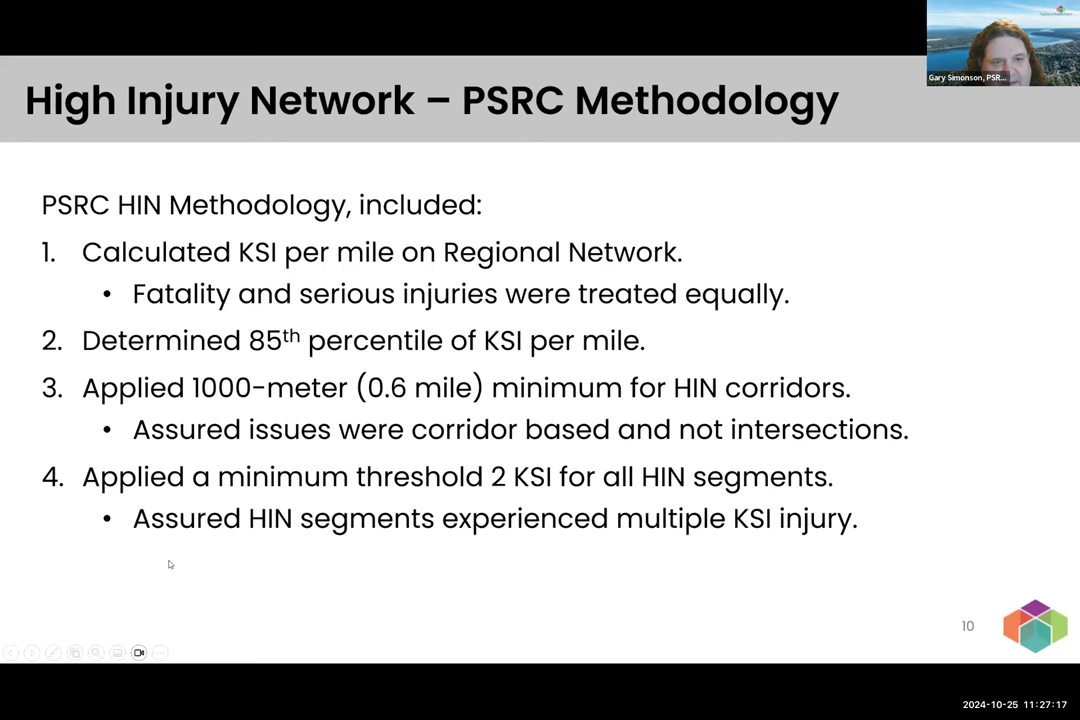 Gary Simonson, PSR...
High Injury Network – PSRC Methodology
PSRC HIN Methodology, included:
1. Calculated KSI per mile on Regional Network.
• Fatality and serious injuries were treated equally.
2. Determined 85th percentile of KSI per mile.
3. Applied 1000-meter (0.6 mile) minimum for HIN corridors.
• Assured issues were corridor based and not intersections.
4. Applied a minimum threshold 2 KSI for all HIN segments.
• Assured HIN segments experienced multiple KSI injury.
10
2024-10-25 11:27:17